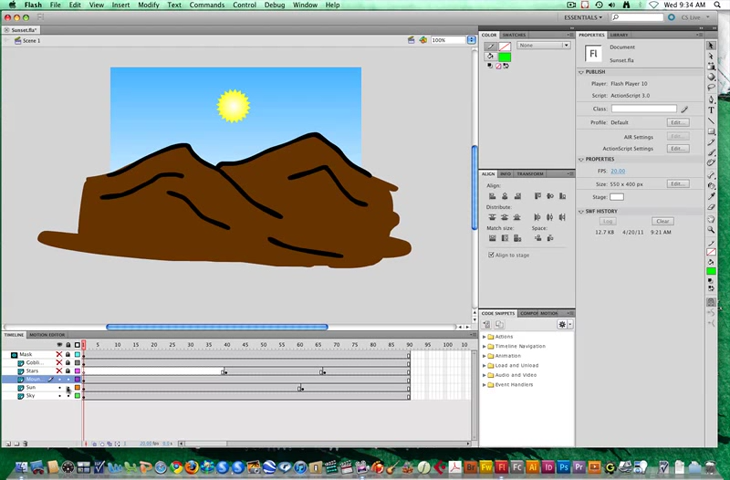 Flash File Edit View Insert Modify Text Commands Control Debug Window Help Wed 9:34 AM
ESSENTIALS CS Live
Sunset.fla*
Scene 1 100%
COLOR SWATCHES
None
PROPERTIES LIBRARY
Fl Document
Sunset.fla
PUBLISH
Player: Flash Player 10
Script: ActionScript 3.0
Class:
Profile: Default Edit...
AIR Settings
ActionScript Settings Edit...
PROPERTIES
FPS 20.00
Size: 550 x 400 px Edit...
Stage:
SWF HISTORY
Log Clear
12.7 KB 4/20/11 9:21 AM
ALIGN INFO TRANSFORM
Align:
Distribute:
Match size: Space:
Align to stage
CODE SNIPPETS
Actions
Timeline Navigation
Animation
Load and Unload
Audio and Video
Event Handlers
TIMELINE MOTION EDITOR
5 10 15 20 25 30 35 40 45 50 55 60 65 70 75 80 85 90 95 100 105
Mask
Gobli...
Stars
Moun...
Sun
Sky